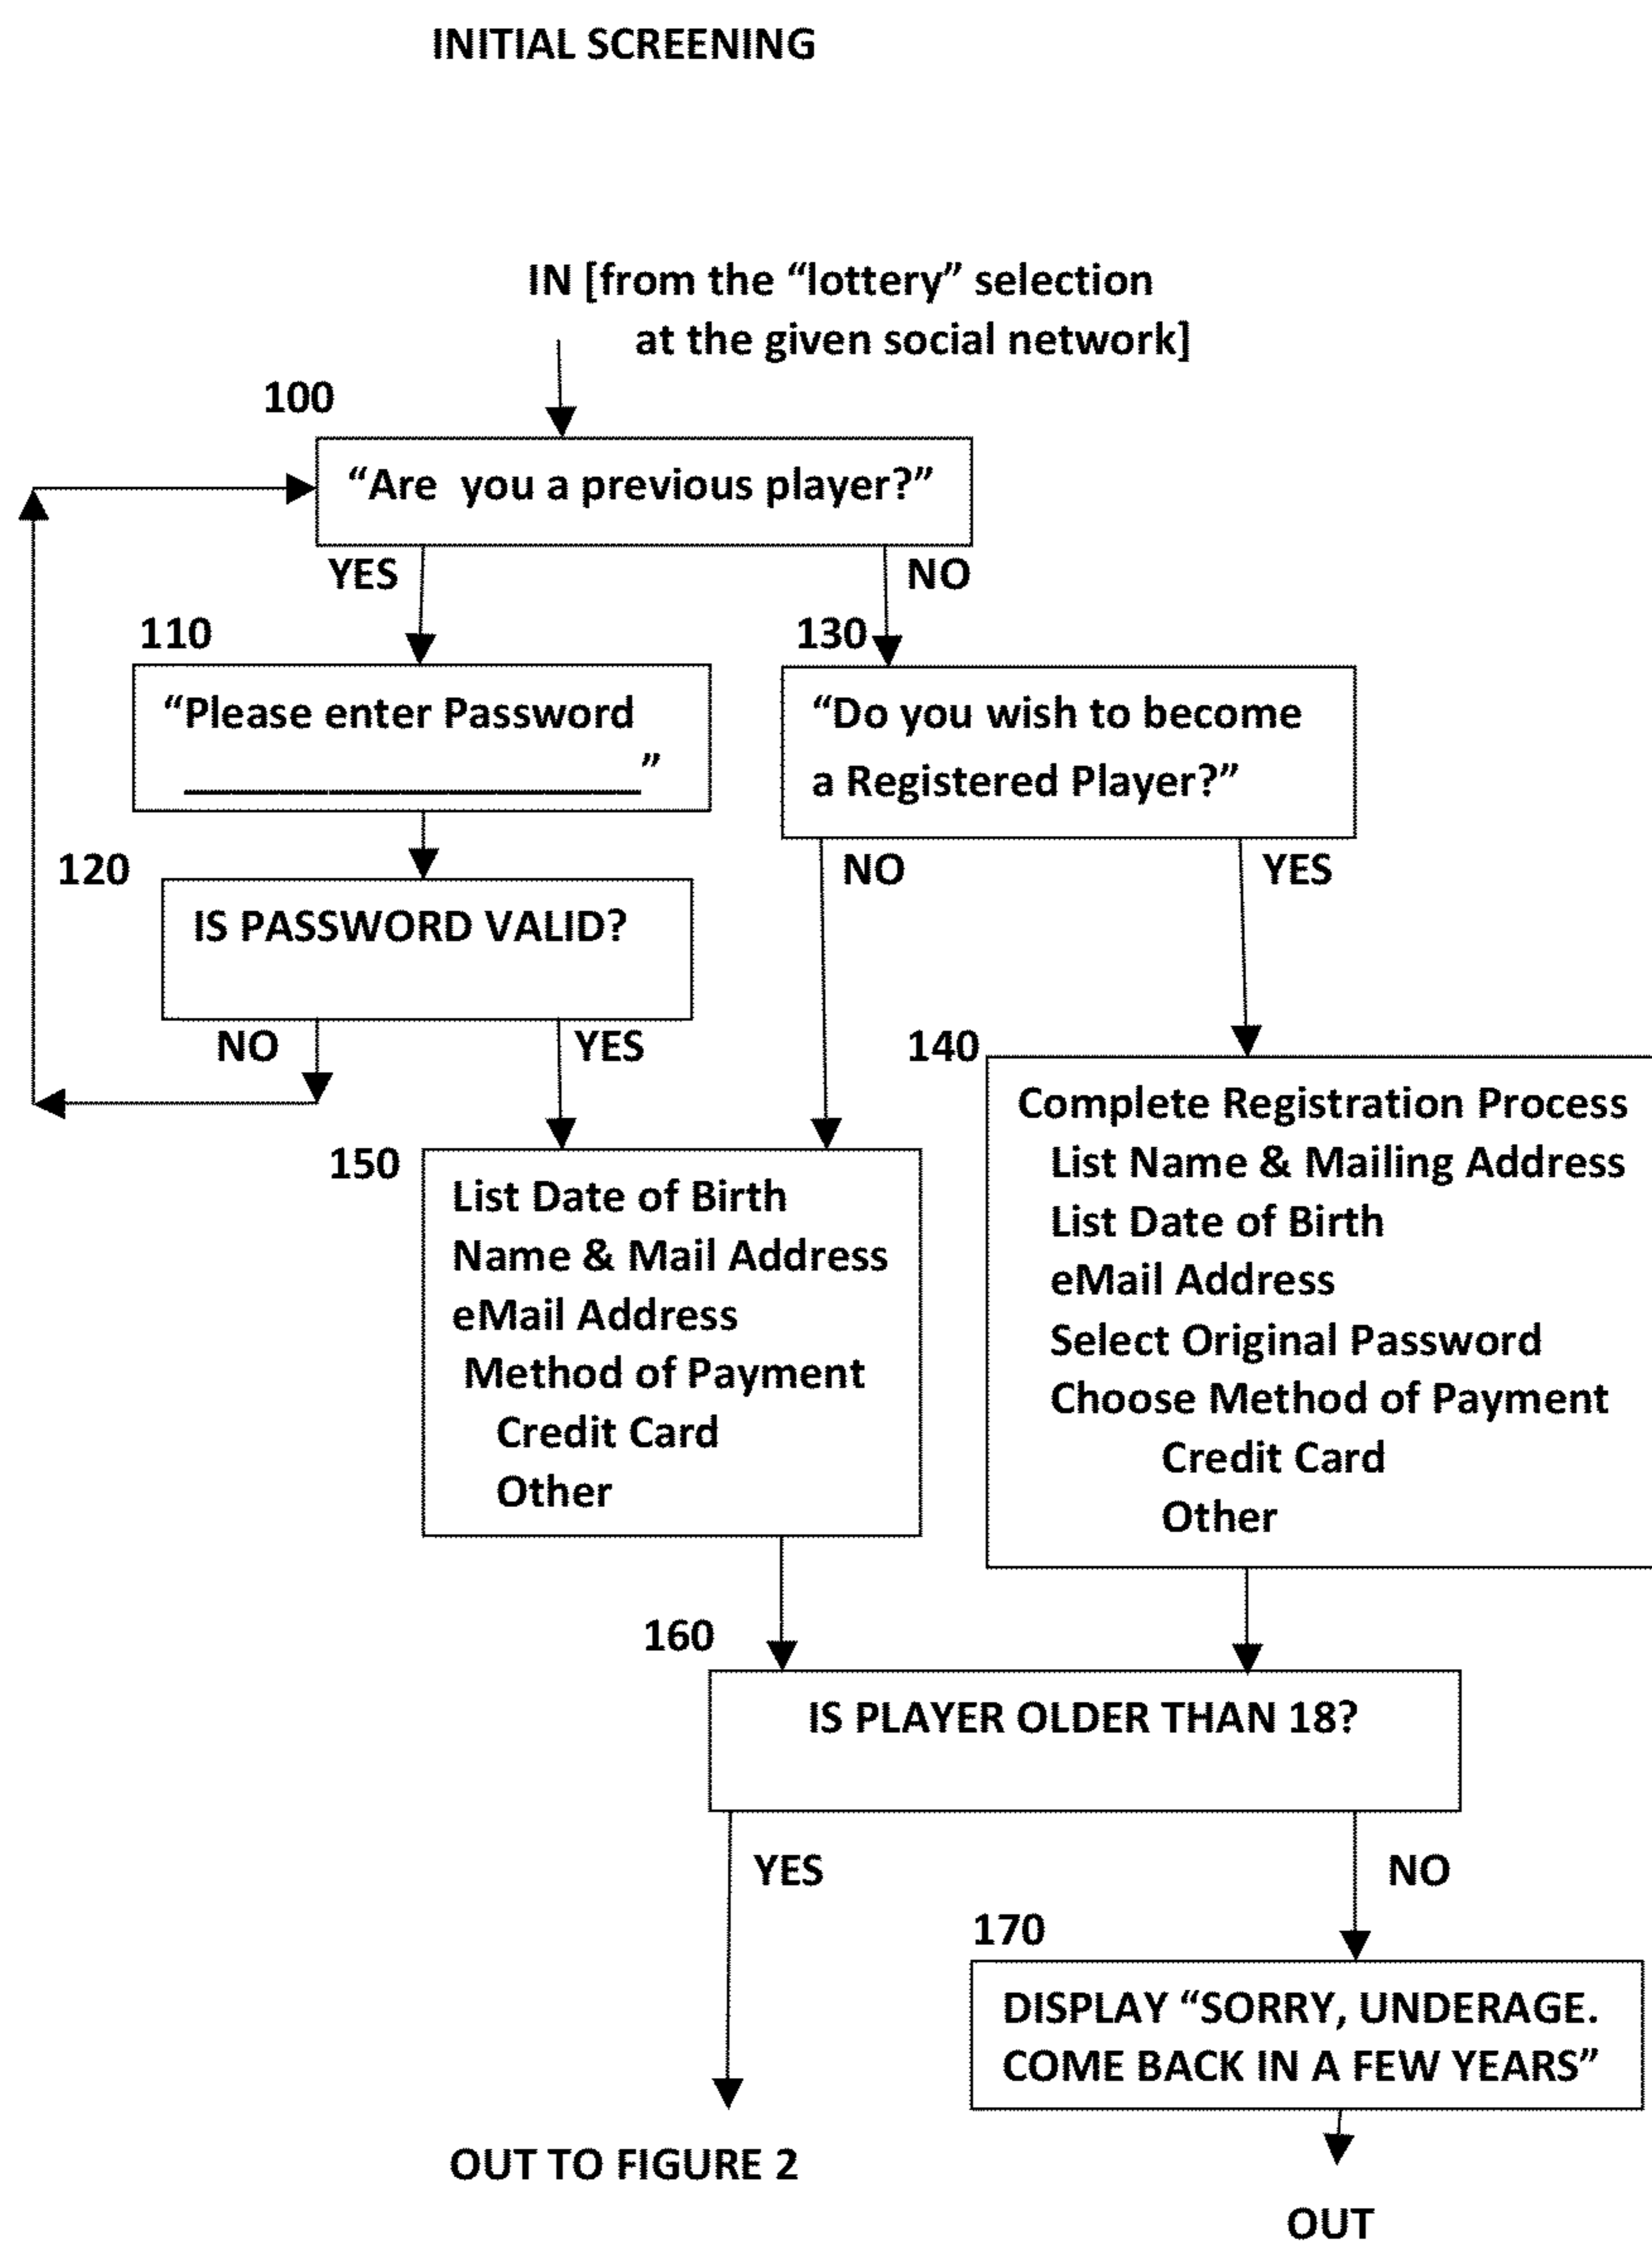 INITIAL SCREENING
IN [from the “lottery” selection
at the given social network]
100
“Are you a previous player?”
YES
NO
110
130
“Please enter Password
____________________”
“Do you wish to become
a Registered Player?”
120
NO
YES
IS PASSWORD VALID?
NO
YES
140
Complete Registration Process
List Name & Mailing Address
List Date of Birth
eMail Address
Select Original Password
Choose Method of Payment
Credit Card
Other
150
List Date of Birth
Name & Mail Address
eMail Address
Method of Payment
Credit Card
Other
160
IS PLAYER OLDER THAN 18?
YES
NO
170
DISPLAY “SORRY, UNDERAGE.
COME BACK IN A FEW YEARS”
OUT TO FIGURE 2
OUT